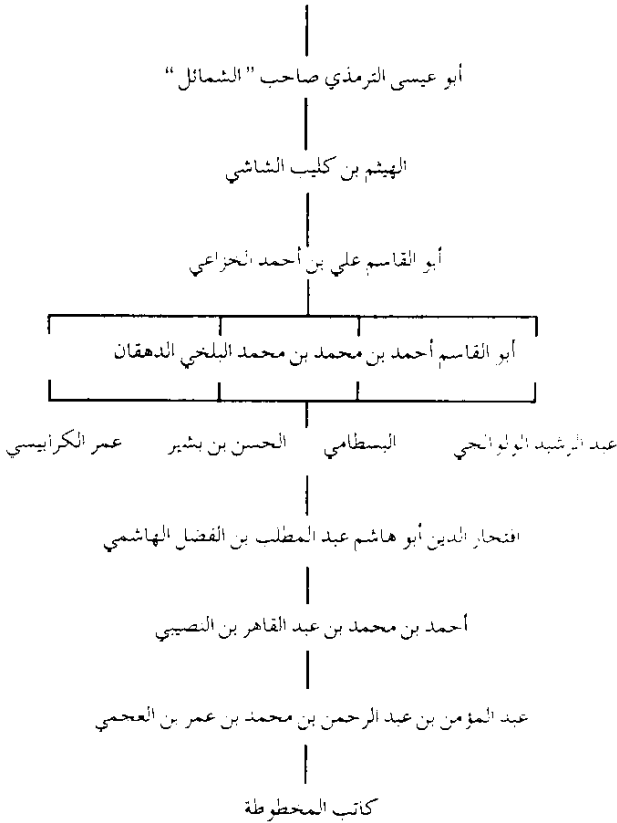 أبو عيسى الترمذي صاحب "الشمائل"
الهيثم بن كليب الشاشي
أبو القاسم علي بن أحمد الخزاعي
أبو القاسم أحمد بن محمد بن محمد البلخي الدهقان
عبد الرشيد الولوالجي البسطامي الحسن بن بشير عمر الكرابيسي
افتخار الدين أبو هاشم عبد المطلب بن الفضل الهاشمي
أحمد بن محمد بن عبد القاهر بن النصيبي
عبد المؤمن بن عبد الرحمن بن محمد بن عمر بن العجمي
كاتب المخطوطة